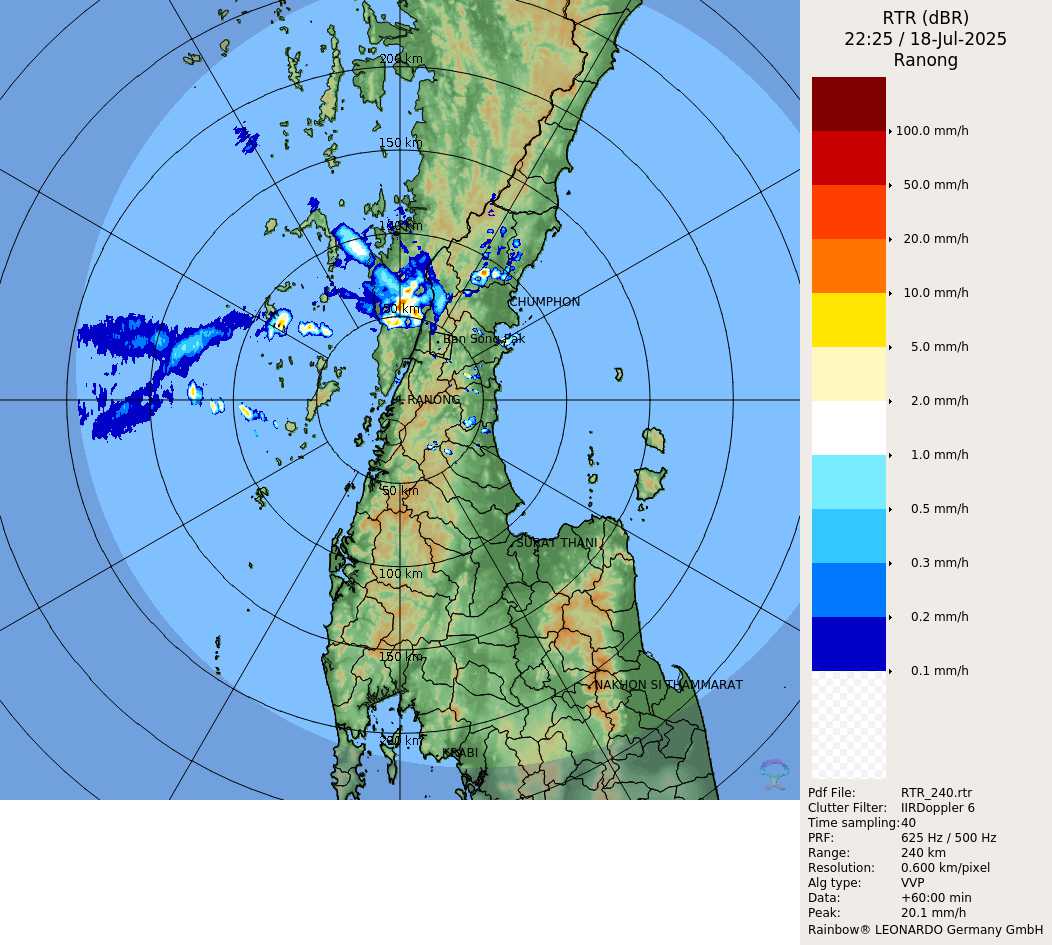 RTR (dBR)
22:25 / 18-Jul-2025
Ranong
200 km
150 km
100 km
50 km
CHUMPHON
Ban Song Pak
RANONG
50 km
SURAT THANI
100 km
150 km
NAKHON SI THAMMARAT
200 km
KRABI
100.0 mm/h
50.0 mm/h
20.0 mm/h
10.0 mm/h
5.0 mm/h
2.0 mm/h
1.0 mm/h
0.5 mm/h
0.3 mm/h
0.2 mm/h
0.1 mm/h
Pdf File: RTR_240.rtr
Clutter Filter: IIRDoppler 6
Time sampling:40
PRF: 625 Hz / 500 Hz
Range: 240 km
Resolution: 0.600 km/pixel
Alg type: VVP
Data: +60:00 min
Peak: 20.1 mm/h
Rainbow® LEONARDO Germany GmbH